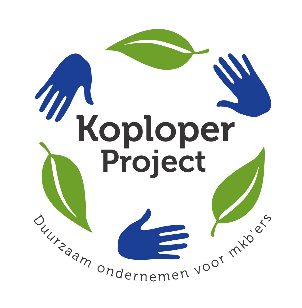 Koploper
Project
Duurzaam ondernemen voor mkb'ers